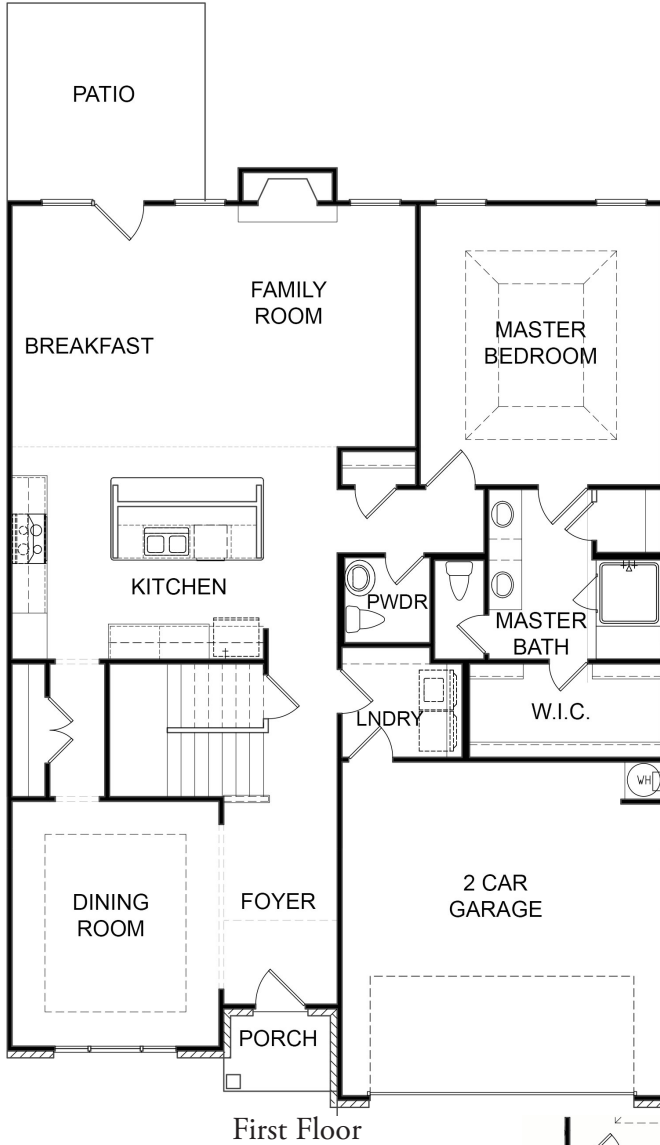 PATIO
FAMILY
ROOM
BREAKFAST
MASTER
BEDROOM
KITCHEN
PWDR
MASTER
BATH
LNDRY
W.I.C.
WH
DINING
ROOM
FOYER
2 CAR
GARAGE
PORCH
First Floor